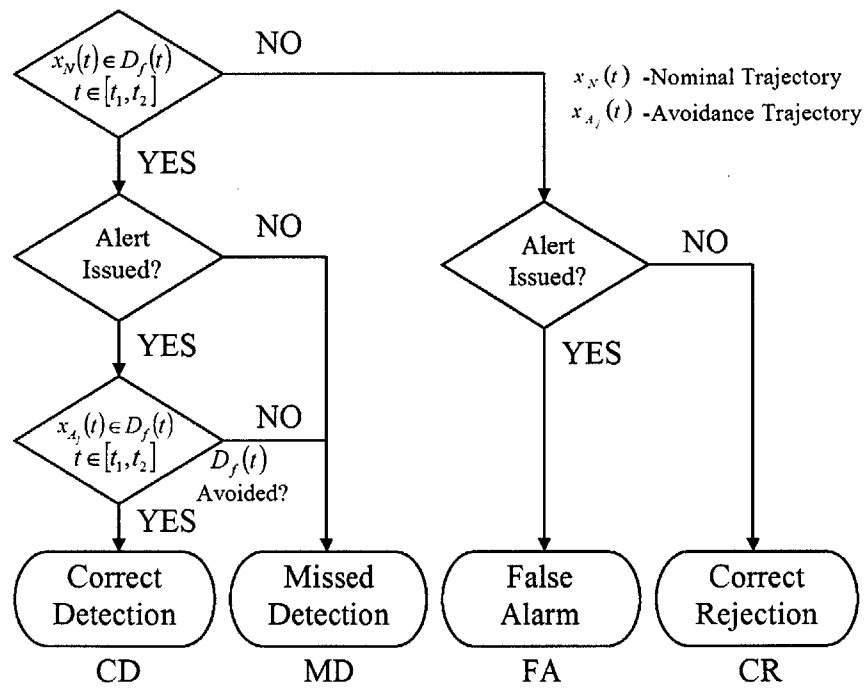 x_N(t) ∈ D_f(t)
t ∈ [t_1, t_2]
NO
x_N(t) -Nominal Trajectory
x_{A_j}(t) -Avoidance Trajectory
YES
Alert
Issued?
NO
Alert
Issued?
NO
YES
YES
x_{A_j}(t) ∈ D_f(t)
t ∈ [t_1, t_2]
NO
D_f(t)
Avoided?
YES
Correct
Detection
Missed
Detection
False
Alarm
Correct
Rejection
CD
MD
FA
CR